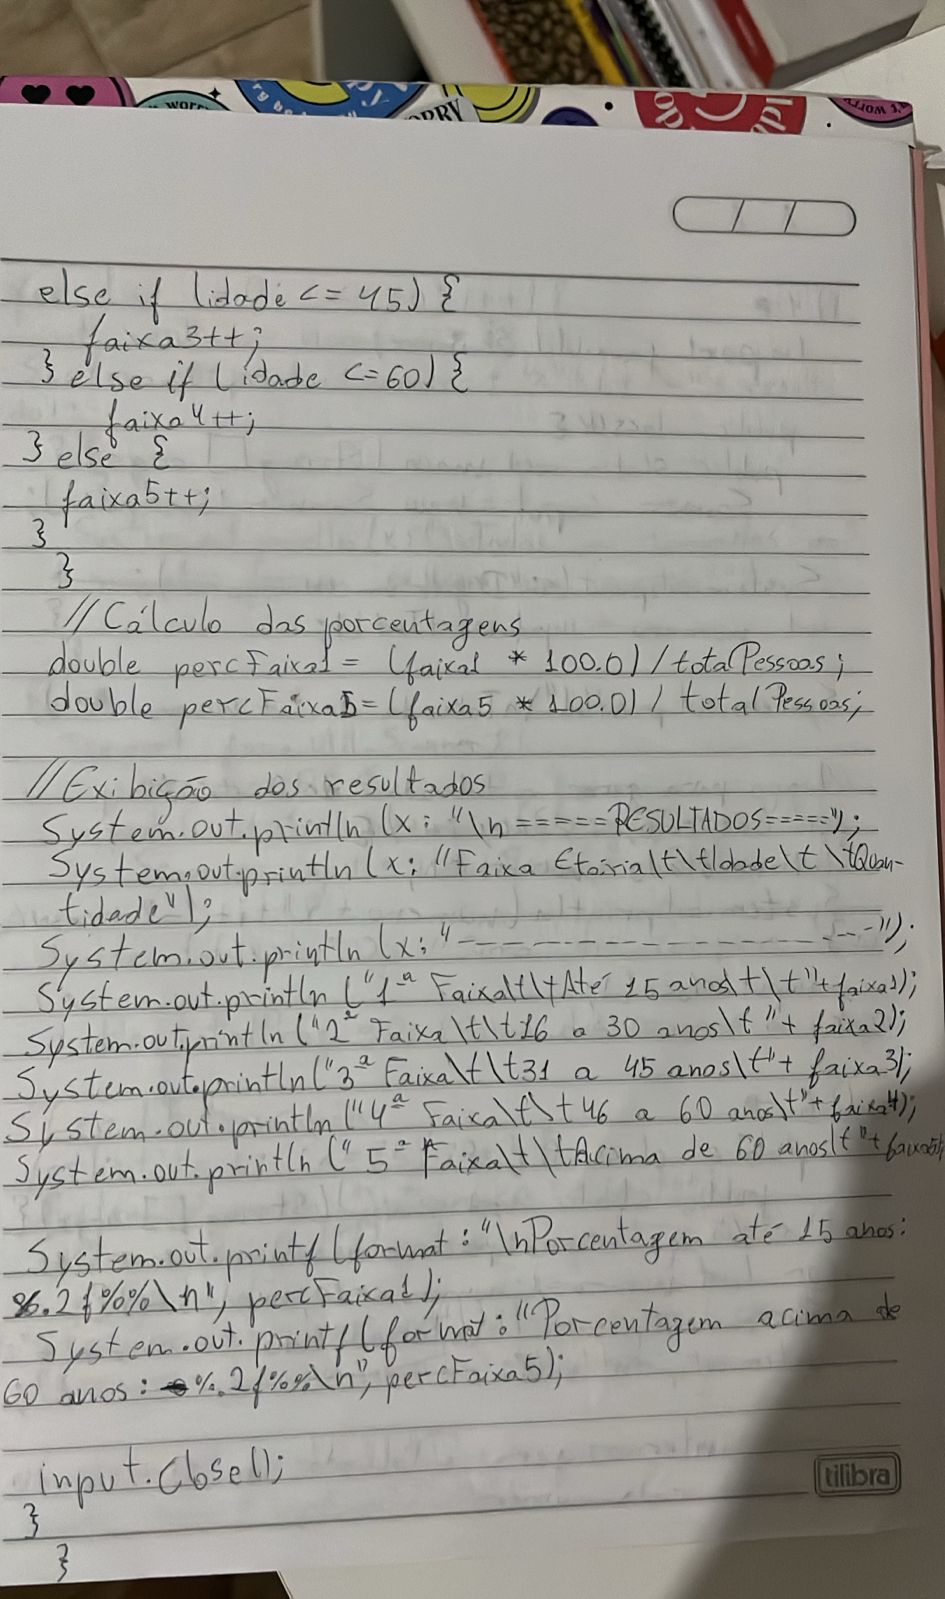 WORRY
else if (idade <= 45) {
faixa3++;
} else if (idade <=60) {
faixa4++;
} else {
faixa5++;
}
}
// Cálculo das porcentagens
double percFaixa1 = (faixa1 * 100.0) / totalPessoas;
double percFaixa5 = (faixa5 * 100.0) / totalPessoas;
// Exibição dos resultados
System.out.println (x: "\n =====RESULTADOS=====");
System.out.println (x: "Faixa Etária\t\tIdade\t \tQuan-
tidade");
System.out.println (x: "--------------------");
System.out.println ("1ª Faixa\t\tAté 15 anos\t\t"+faixa1);
System.out.println ("2ª Faixa\t\t16 a 30 anos\t "+ faixa2);
System.out.println("3ª Faixa\t\t31 a 45 anos\t"+ faixa3);
System.out.println ("4ª Faixa\t\t46 a 60 anos\t"+faixa4);
System.out.println (" 5ª Faixa\t\tAcima de 60 anos\t "+faixa5);
System.out.printf (format: "\nPorcentagem até 15 anos:
%.2f%%\n", percFaixa1);
System.out.printf (format: "Porcentagem acima de
60 anos: %.2f%%\n", percFaixa5);
input.close();
}
}
tilibra